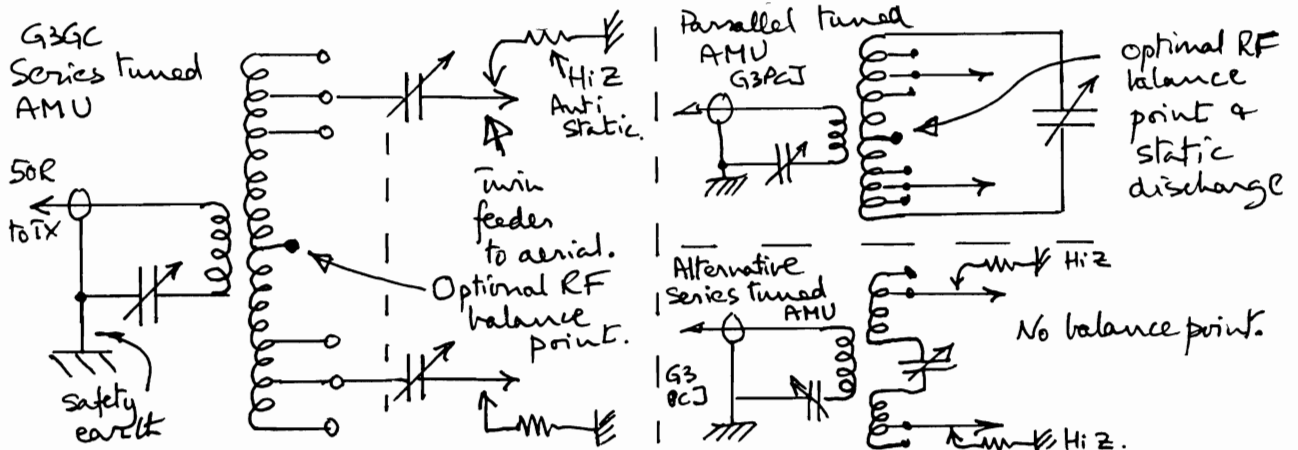 G3GC
Series tuned
AMU
50R
to TX
safety
earth
Hi Z
Anti
static.
Twin
feeder
to aerial.
Optional RF
balance
point.
Parrallel tuned
AMU
G3PCJ
Optimal RF
balance
point &
static
discharge
Alternative
Series tuned
AMU
G3
PCJ
Hi Z
No balance point.
Hi Z.